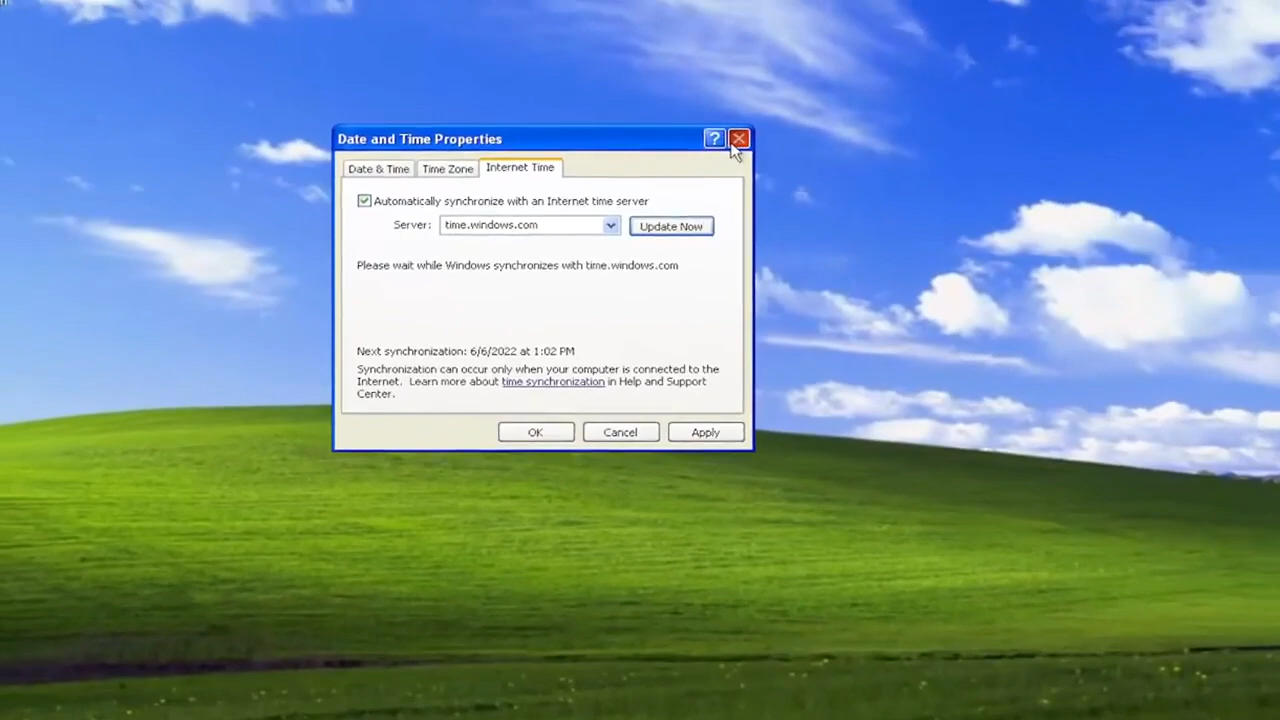 Date and Time Properties
?
Date & Time Time Zone Internet Time
Automatically synchronize with an Internet time server
Server: time.windows.com Update Now
Please wait while Windows synchronizes with time.windows.com
Next synchronization: 6/6/2022 at 1:02 PM
Synchronization can occur only when your computer is connected to the
Internet. Learn more about time synchronization in Help and Support
Center.
OK Cancel Apply